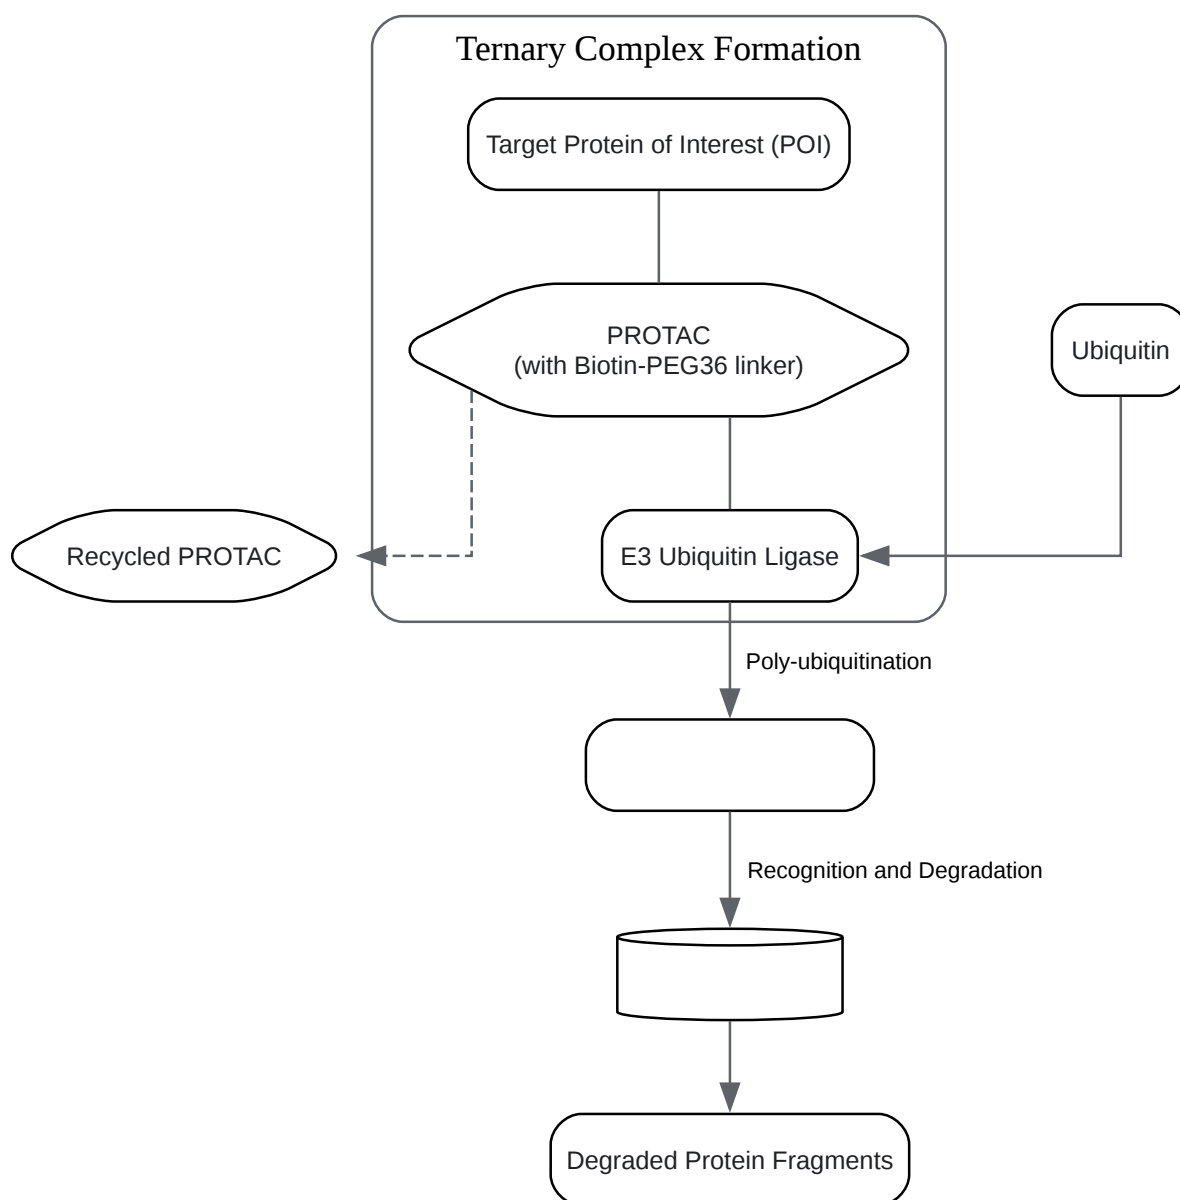 Ternary Complex Formation
Target Protein of Interest (POI)
PROTAC
(with Biotin-PEG36 linker)
Ubiquitin
Recycled PROTAC
E3 Ubiquitin Ligase
Poly-ubiquitination
Recognition and Degradation
Degraded Protein Fragments